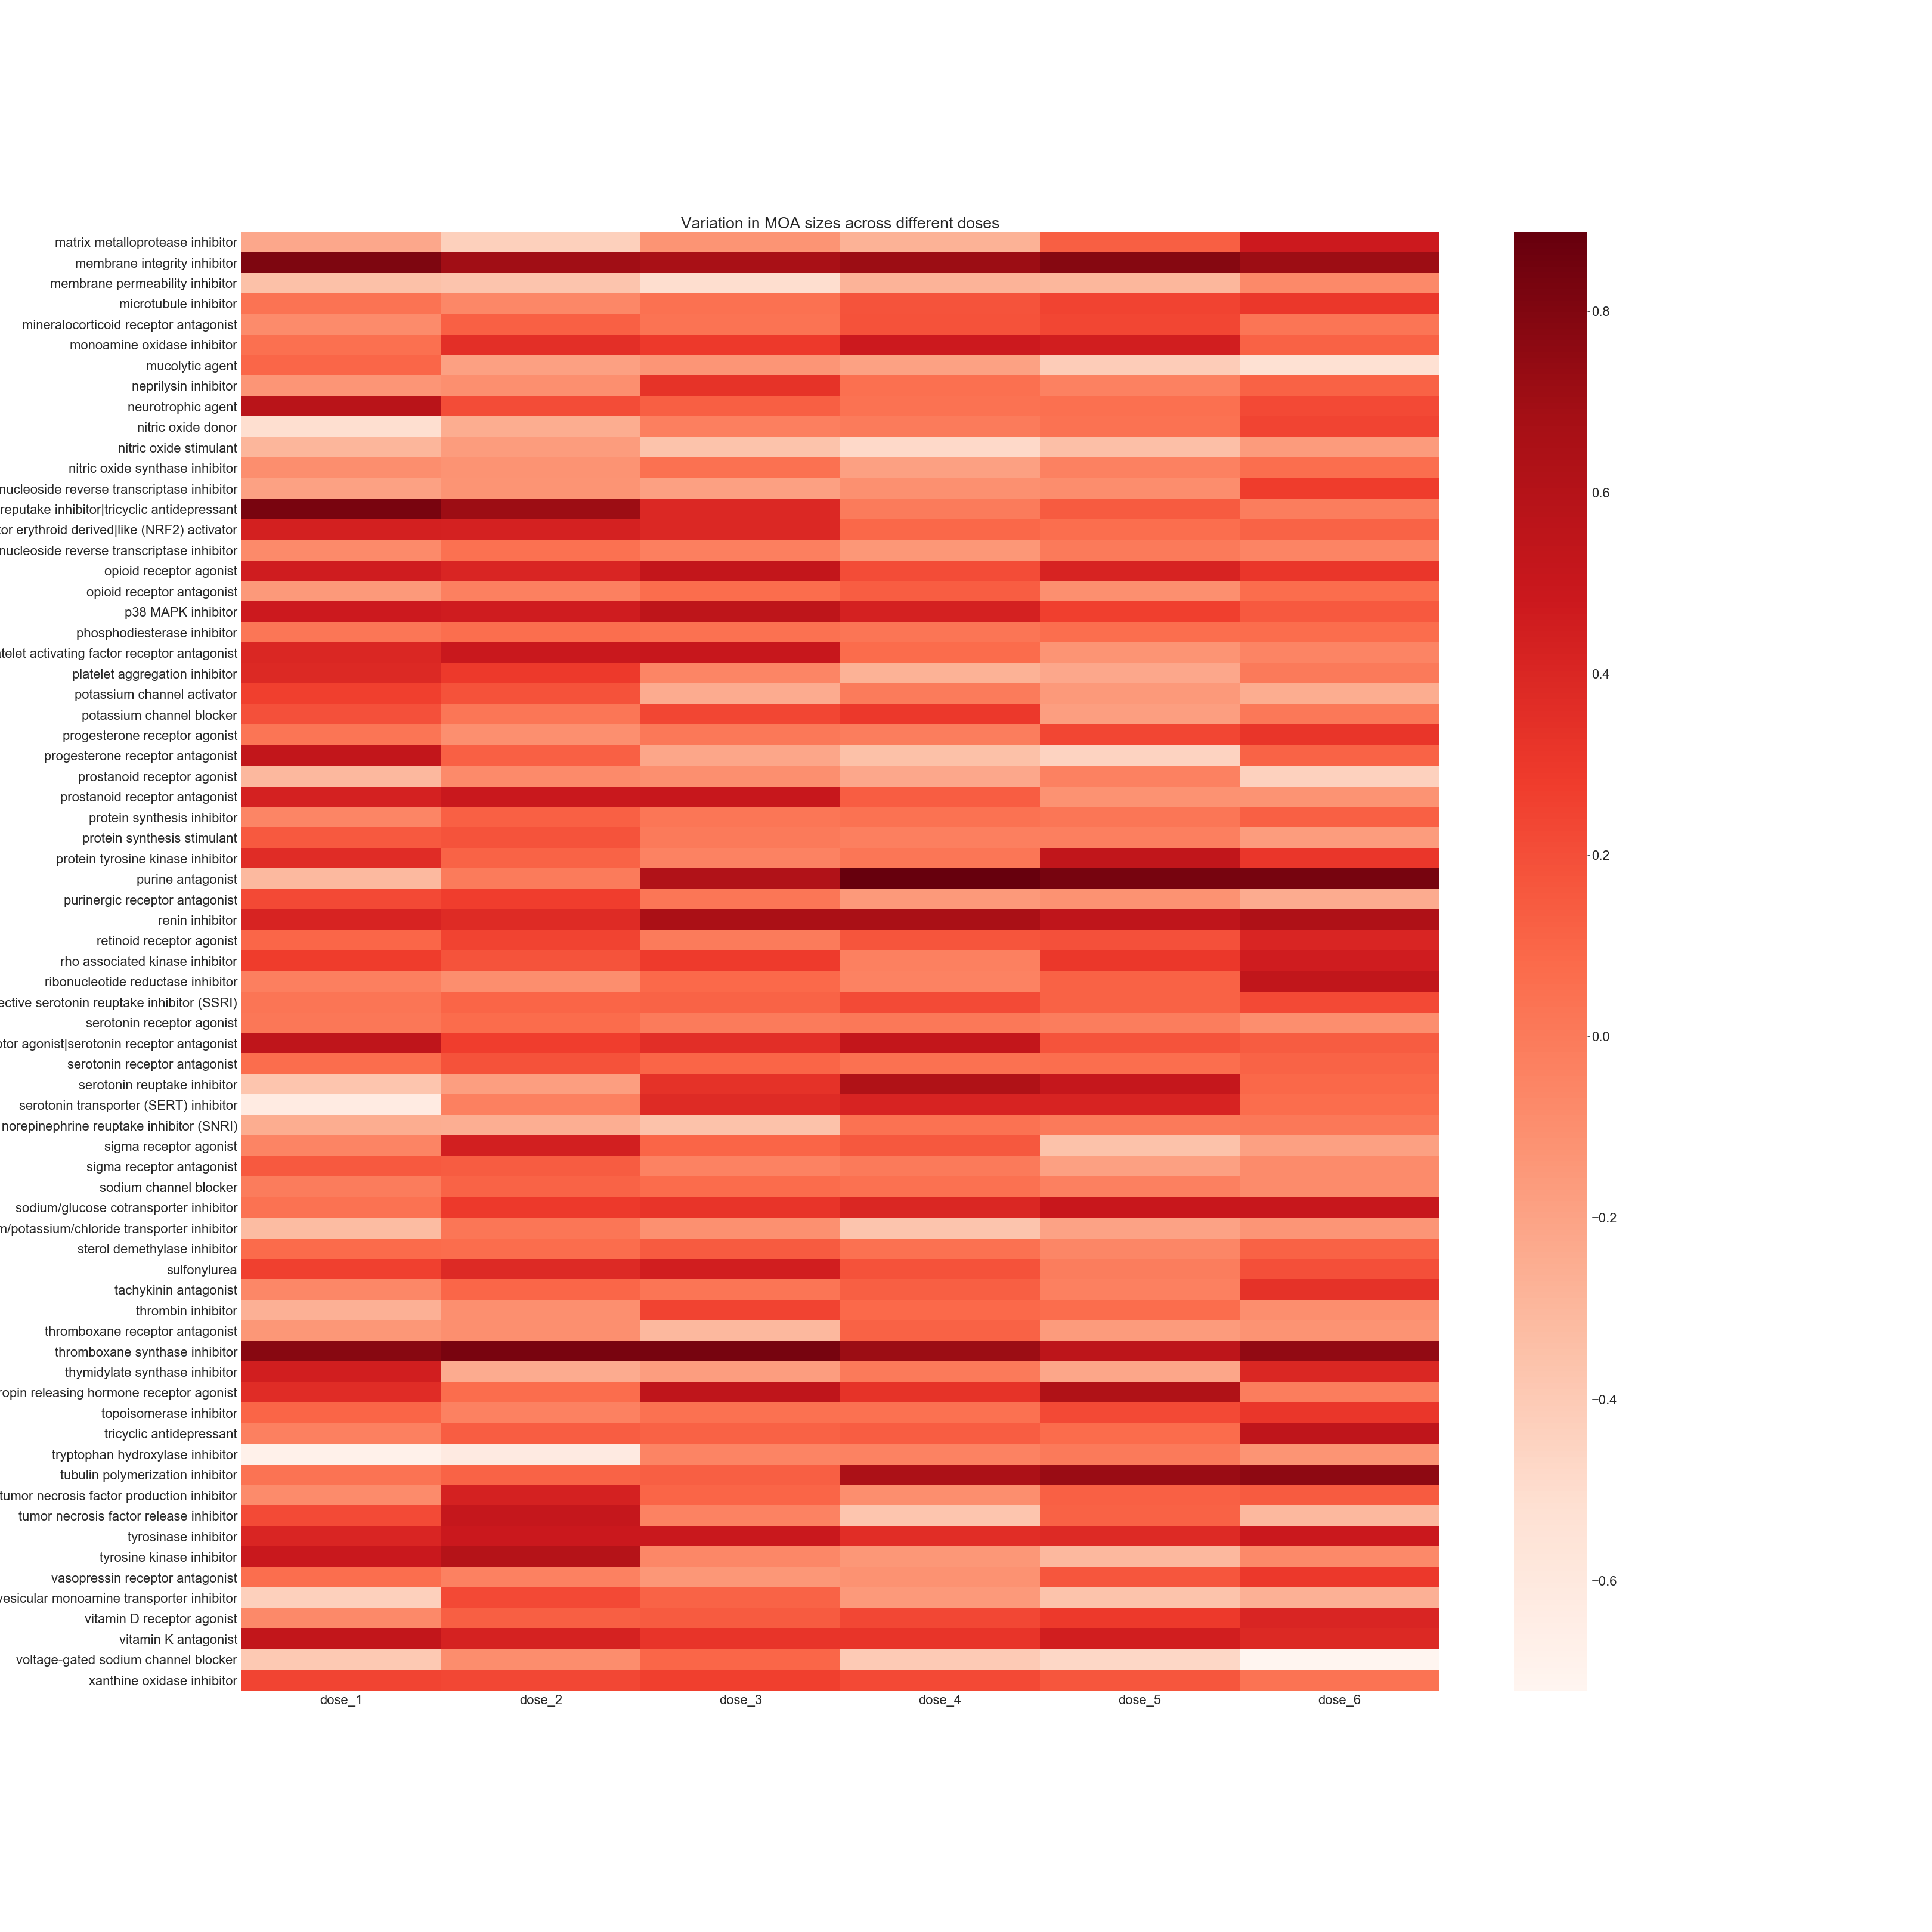 Variation in MOA sizes across different doses
matrix metalloprotease inhibitor
membrane integrity inhibitor
membrane permeability inhibitor
microtubule inhibitor
mineralocorticoid receptor antagonist
monoamine oxidase inhibitor
mucolytic agent
neprilysin inhibitor
neurotrophic agent
nitric oxide donor
nitric oxide stimulant
nitric oxide synthase inhibitor
nucleoside reverse transcriptase inhibitor
reputake inhibitor|tricyclic antidepressant
tor erythroid derived|like (NRF2) activator
nucleoside reverse transcriptase inhibitor
opioid receptor agonist
opioid receptor antagonist
p38 MAPK inhibitor
phosphodiesterase inhibitor
telet activating factor receptor antagonist
platelet aggregation inhibitor
potassium channel activator
potassium channel blocker
progesterone receptor agonist
progesterone receptor antagonist
prostanoid receptor agonist
prostanoid receptor antagonist
protein synthesis inhibitor
protein synthesis stimulant
protein tyrosine kinase inhibitor
purine antagonist
purinergic receptor antagonist
renin inhibitor
retinoid receptor agonist
rho associated kinase inhibitor
ribonucleotide reductase inhibitor
ective serotonin reuptake inhibitor (SSRI)
serotonin receptor agonist
ptor agonist|serotonin receptor antagonist
serotonin receptor antagonist
serotonin reuptake inhibitor
serotonin transporter (SERT) inhibitor
norepinephrine reuptake inhibitor (SNRI)
sigma receptor agonist
sigma receptor antagonist
sodium channel blocker
sodium/glucose cotransporter inhibitor
m/potassium/chloride transporter inhibitor
sterol demethylase inhibitor
sulfonylurea
tachykinin antagonist
thrombin inhibitor
thromboxane receptor antagonist
thromboxane synthase inhibitor
thymidylate synthase inhibitor
ropin releasing hormone receptor agonist
topoisomerase inhibitor
tricyclic antidepressant
tryptophan hydroxylase inhibitor
tubulin polymerization inhibitor
tumor necrosis factor production inhibitor
tumor necrosis factor release inhibitor
tyrosinase inhibitor
tyrosine kinase inhibitor
vasopressin receptor antagonist
vesicular monoamine transporter inhibitor
vitamin D receptor agonist
vitamin K antagonist
voltage-gated sodium channel blocker
xanthine oxidase inhibitor
dose_1 dose_2 dose_3 dose_4 dose_5 dose_6
0.8
0.6
0.4
0.2
0.0
−0.2
−0.4
−0.6